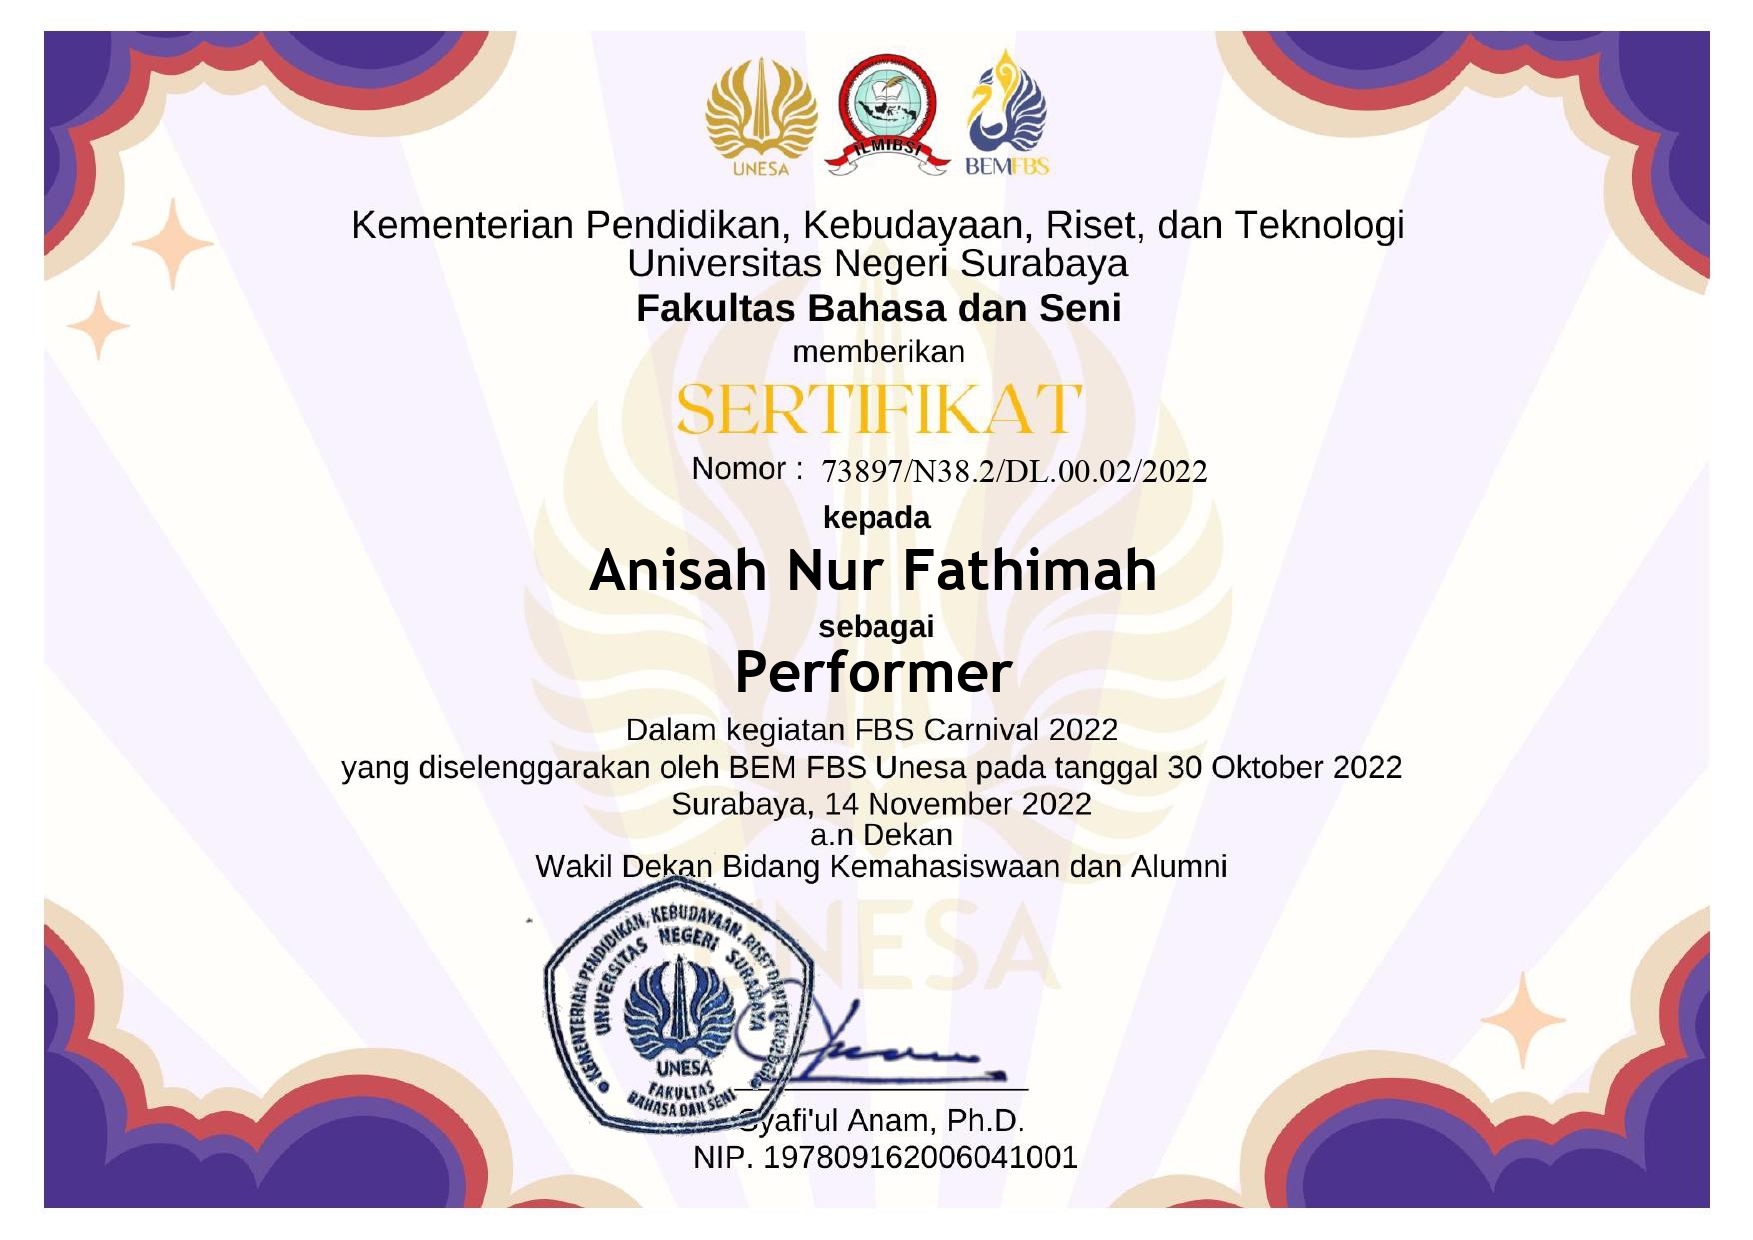 UNESA
ILMIBSI
BEMFBS
Kementerian Pendidikan, Kebudayaan, Riset, dan Teknologi
Universitas Negeri Surabaya
Fakultas Bahasa dan Seni
memberikan
SERTIFIKAT
Nomor : 73897/N38.2/DL.00.02/2022
kepada
Anisah Nur Fathimah
sebagai
Performer
Dalam kegiatan FBS Carnival 2022
yang diselenggarakan oleh BEM FBS Unesa pada tanggal 30 Oktober 2022
Surabaya, 14 November 2022
a.n Dekan
Wakil Dekan Bidang Kemahasiswaan dan Alumni
UNESA
KEMENTERIAN PENDIDIKAN, KEBUDAYAAN, RISET DAN TEKNOLOGI
UNIVERSITAS NEGERI SURABAYA
UNESA
FAKULTAS
BAHASA DAN SENI
Syafi'ul Anam, Ph.D.
NIP. 197809162006041001